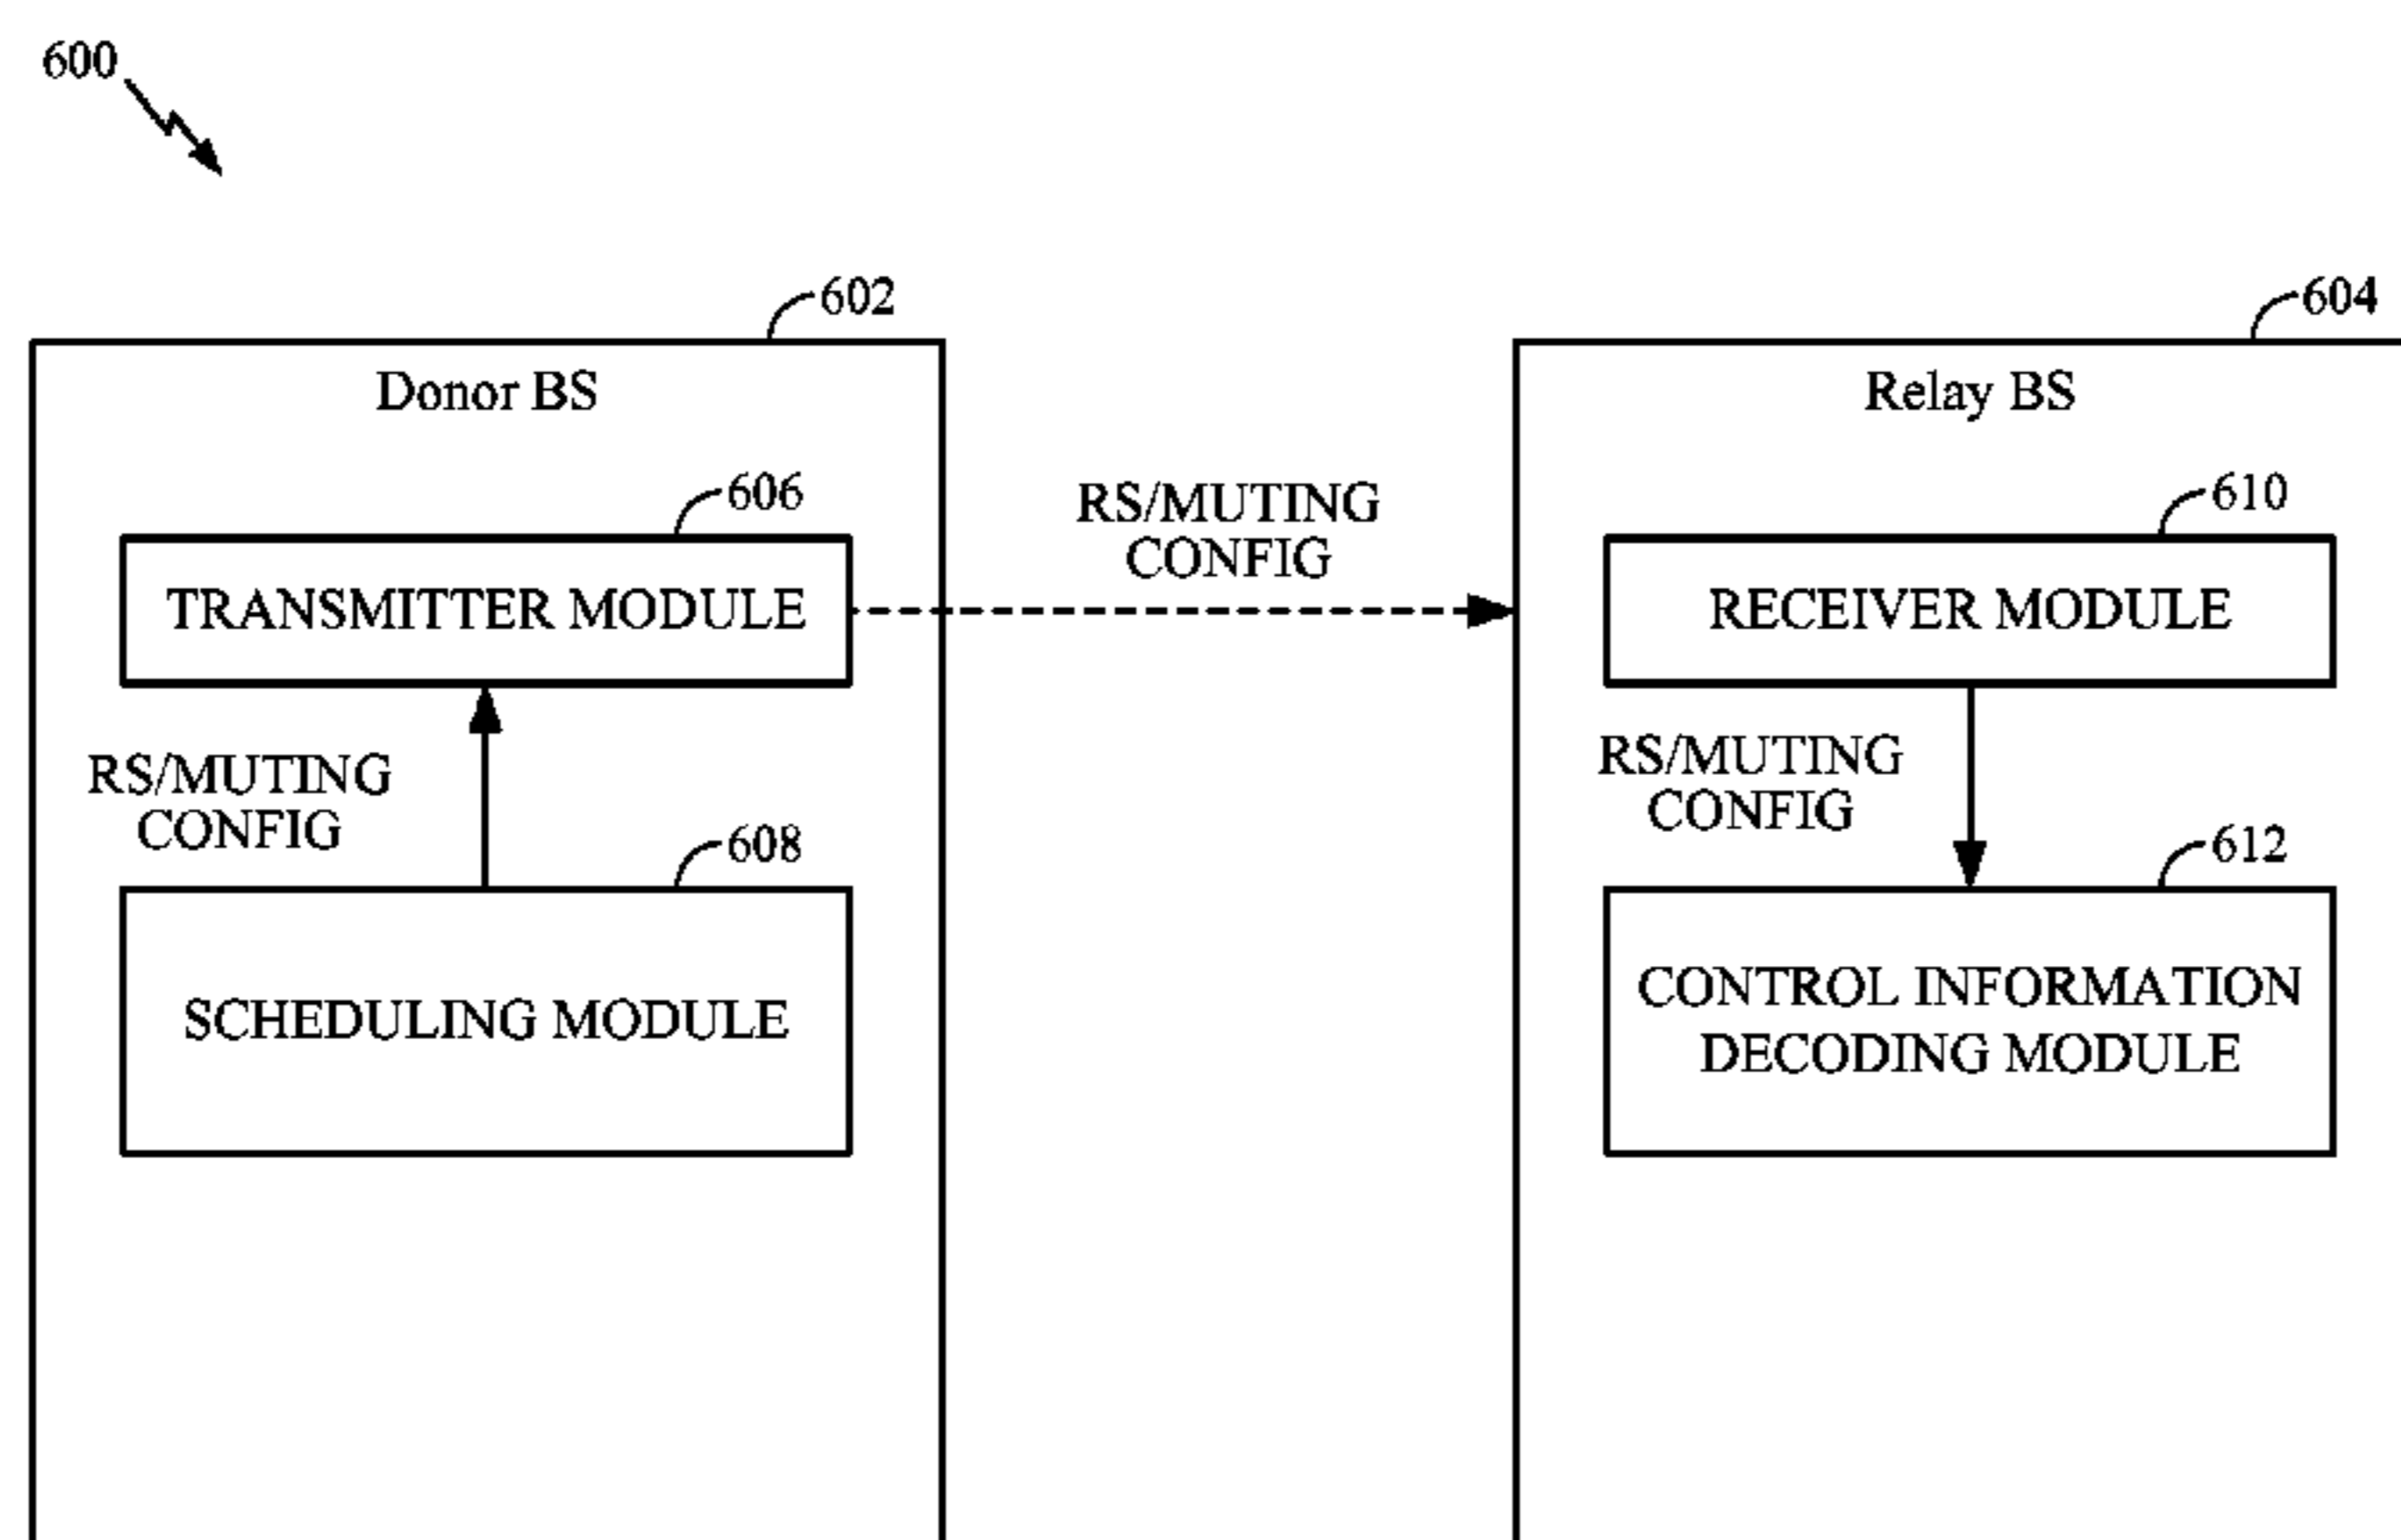 600
602
604
Donor BS
Relay BS
606
610
RS/MUTING
CONFIG
TRANSMITTER MODULE
RECEIVER MODULE
RS/MUTING
CONFIG
RS/MUTING
CONFIG
608
612
SCHEDULING MODULE
CONTROL INFORMATION
DECODING MODULE